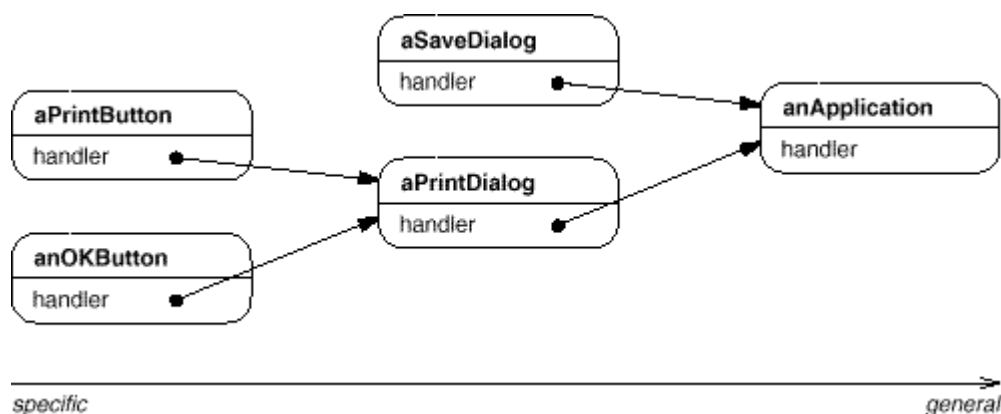 aSaveDialog
handler
aPrintButton
handler
anApplication
handler
aPrintDialog
handler
anOKButton
handler
specific
general